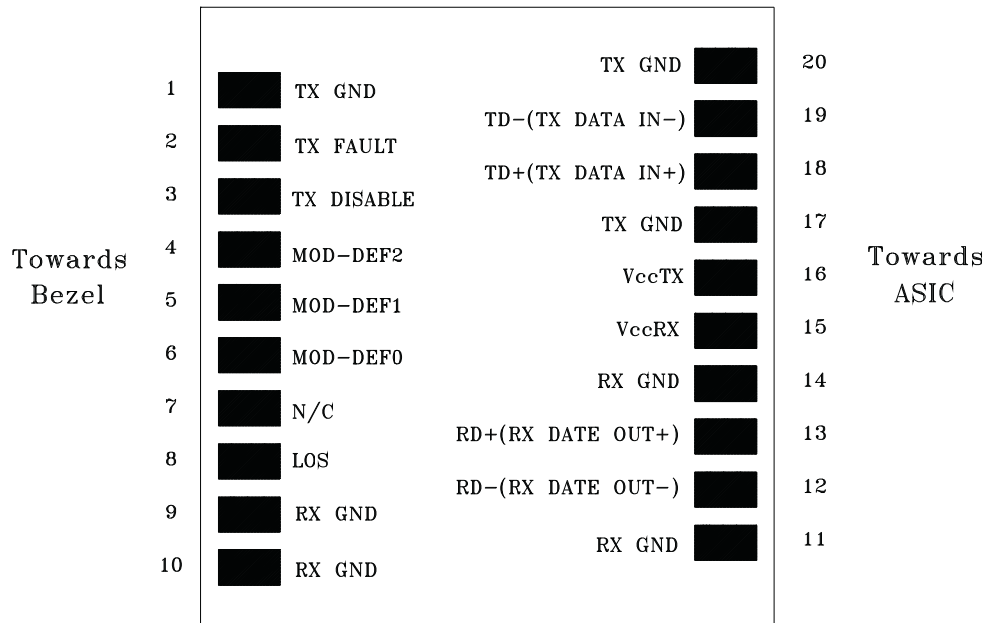 Towards
Bezel
1 TX GND
2 TX FAULT
3 TX DISABLE
4 MOD-DEF2
5 MOD-DEF1
6 MOD-DEF0
7 N/C
8 LOS
9 RX GND
10 RX GND
TX GND 20
TD-(TX DATA IN-) 19
TD+(TX DATA IN+) 18
TX GND 17
VccTX 16
VccRX 15
RX GND 14
RD+(RX DATE OUT+) 13
RD-(RX DATE OUT-) 12
RX GND 11
Towards
ASIC